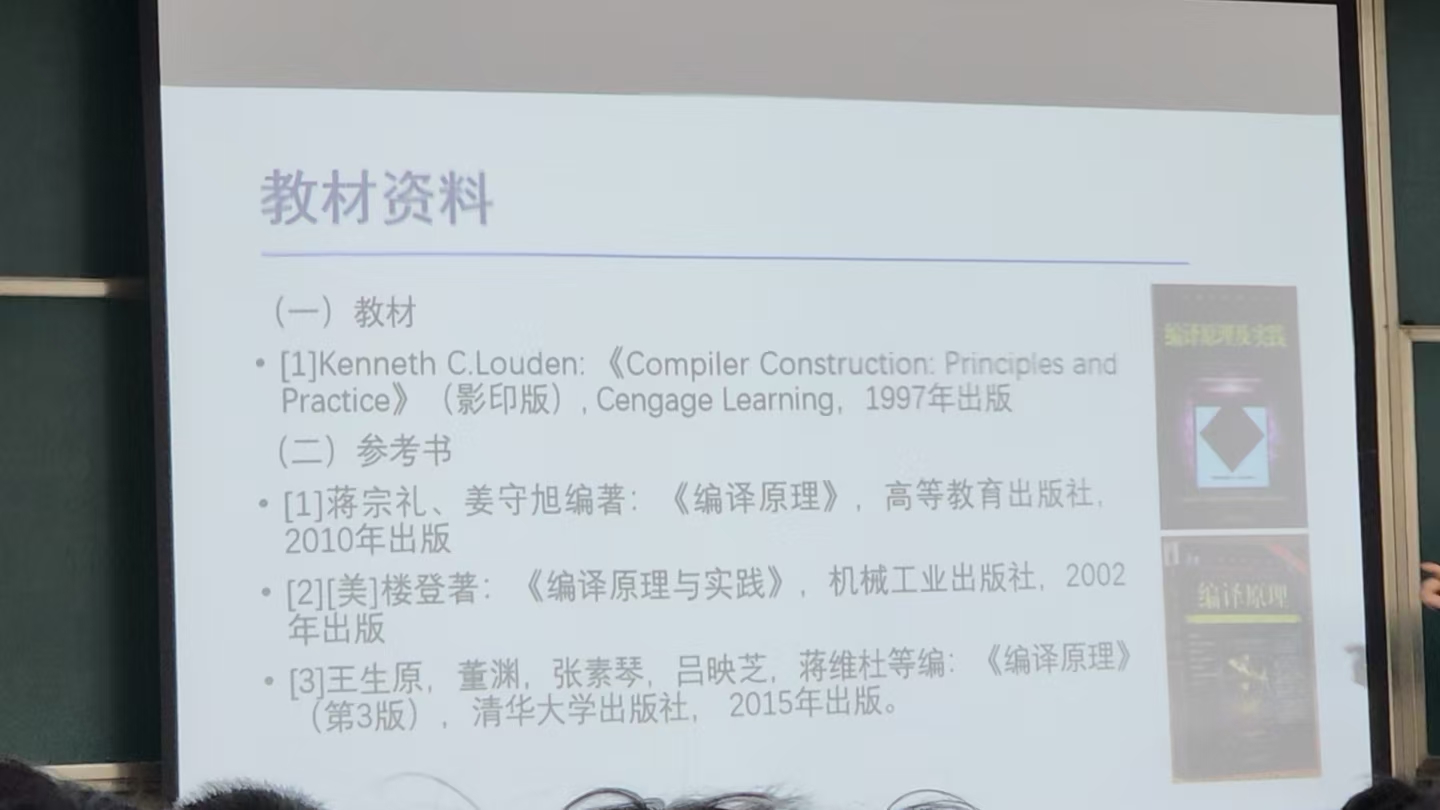 教材资料
（一）教材
• [1]Kenneth C.Louden: 《Compiler Construction: Principles and
Practice》（影印版）, Cengage Learning，1997年出版
（二）参考书
• [1]蒋宗礼、姜守旭编著：《编译原理》，高等教育出版社，
2010年出版
• [2][美]楼登著：《编译原理与实践》，机械工业出版社，2002
年出版
• [3]王生原，董渊，张素琴，吕映芝，蒋维杜等编：《编译原理》
（第3版），清华大学出版社， 2015年出版。
编译原理及实践
编译原理